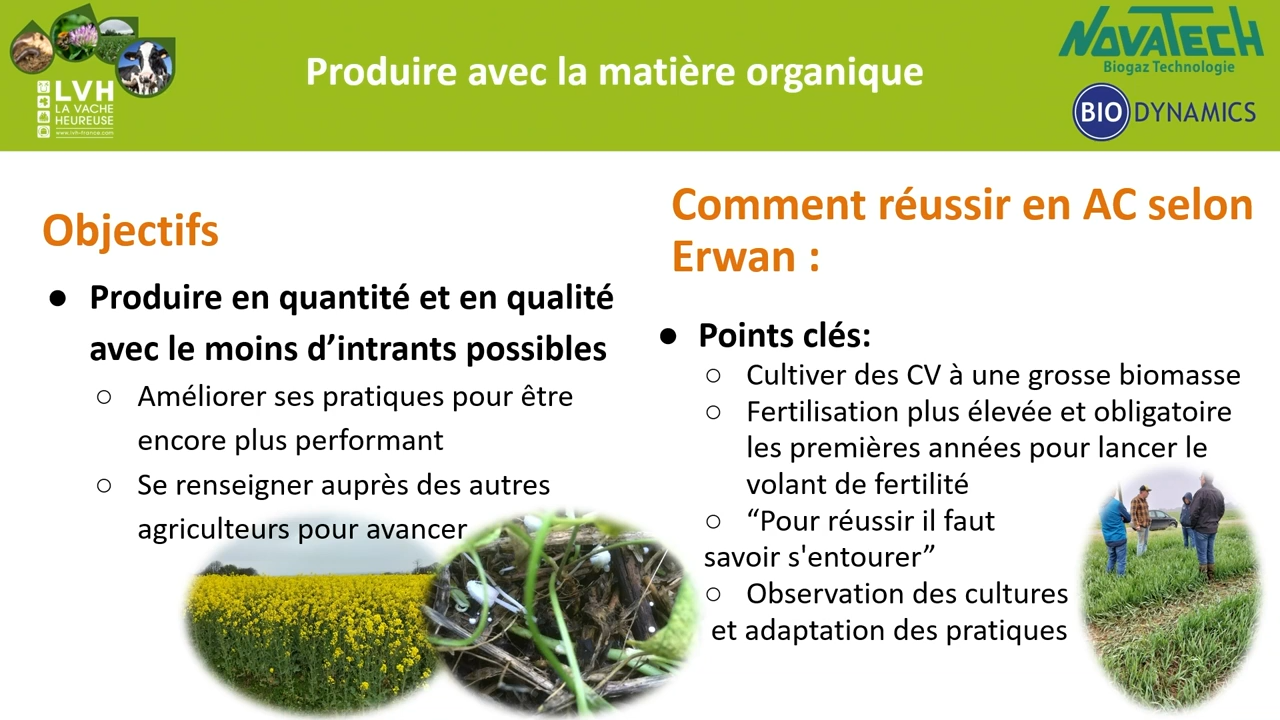 Produire avec la matière organique
LVH
LA VACHE
HEUREUSE
www.lvh-france.com
NOVATECH
Biogaz Technologie
BIO DYNAMICS
Objectifs
● Produire en quantité et en qualité
avec le moins d’intrants possibles
○ Améliorer ses pratiques pour être
encore plus performant
○ Se renseigner auprès des autres
agriculteurs pour avancer
Comment réussir en AC selon
Erwan :
● Points clés:
○ Cultiver des CV à une grosse biomasse
○ Fertilisation plus élevée et obligatoire
les premières années pour lancer le
volant de fertilité
○ “Pour réussir il faut
savoir s'entourer”
○ Observation des cultures
et adaptation des pratiques